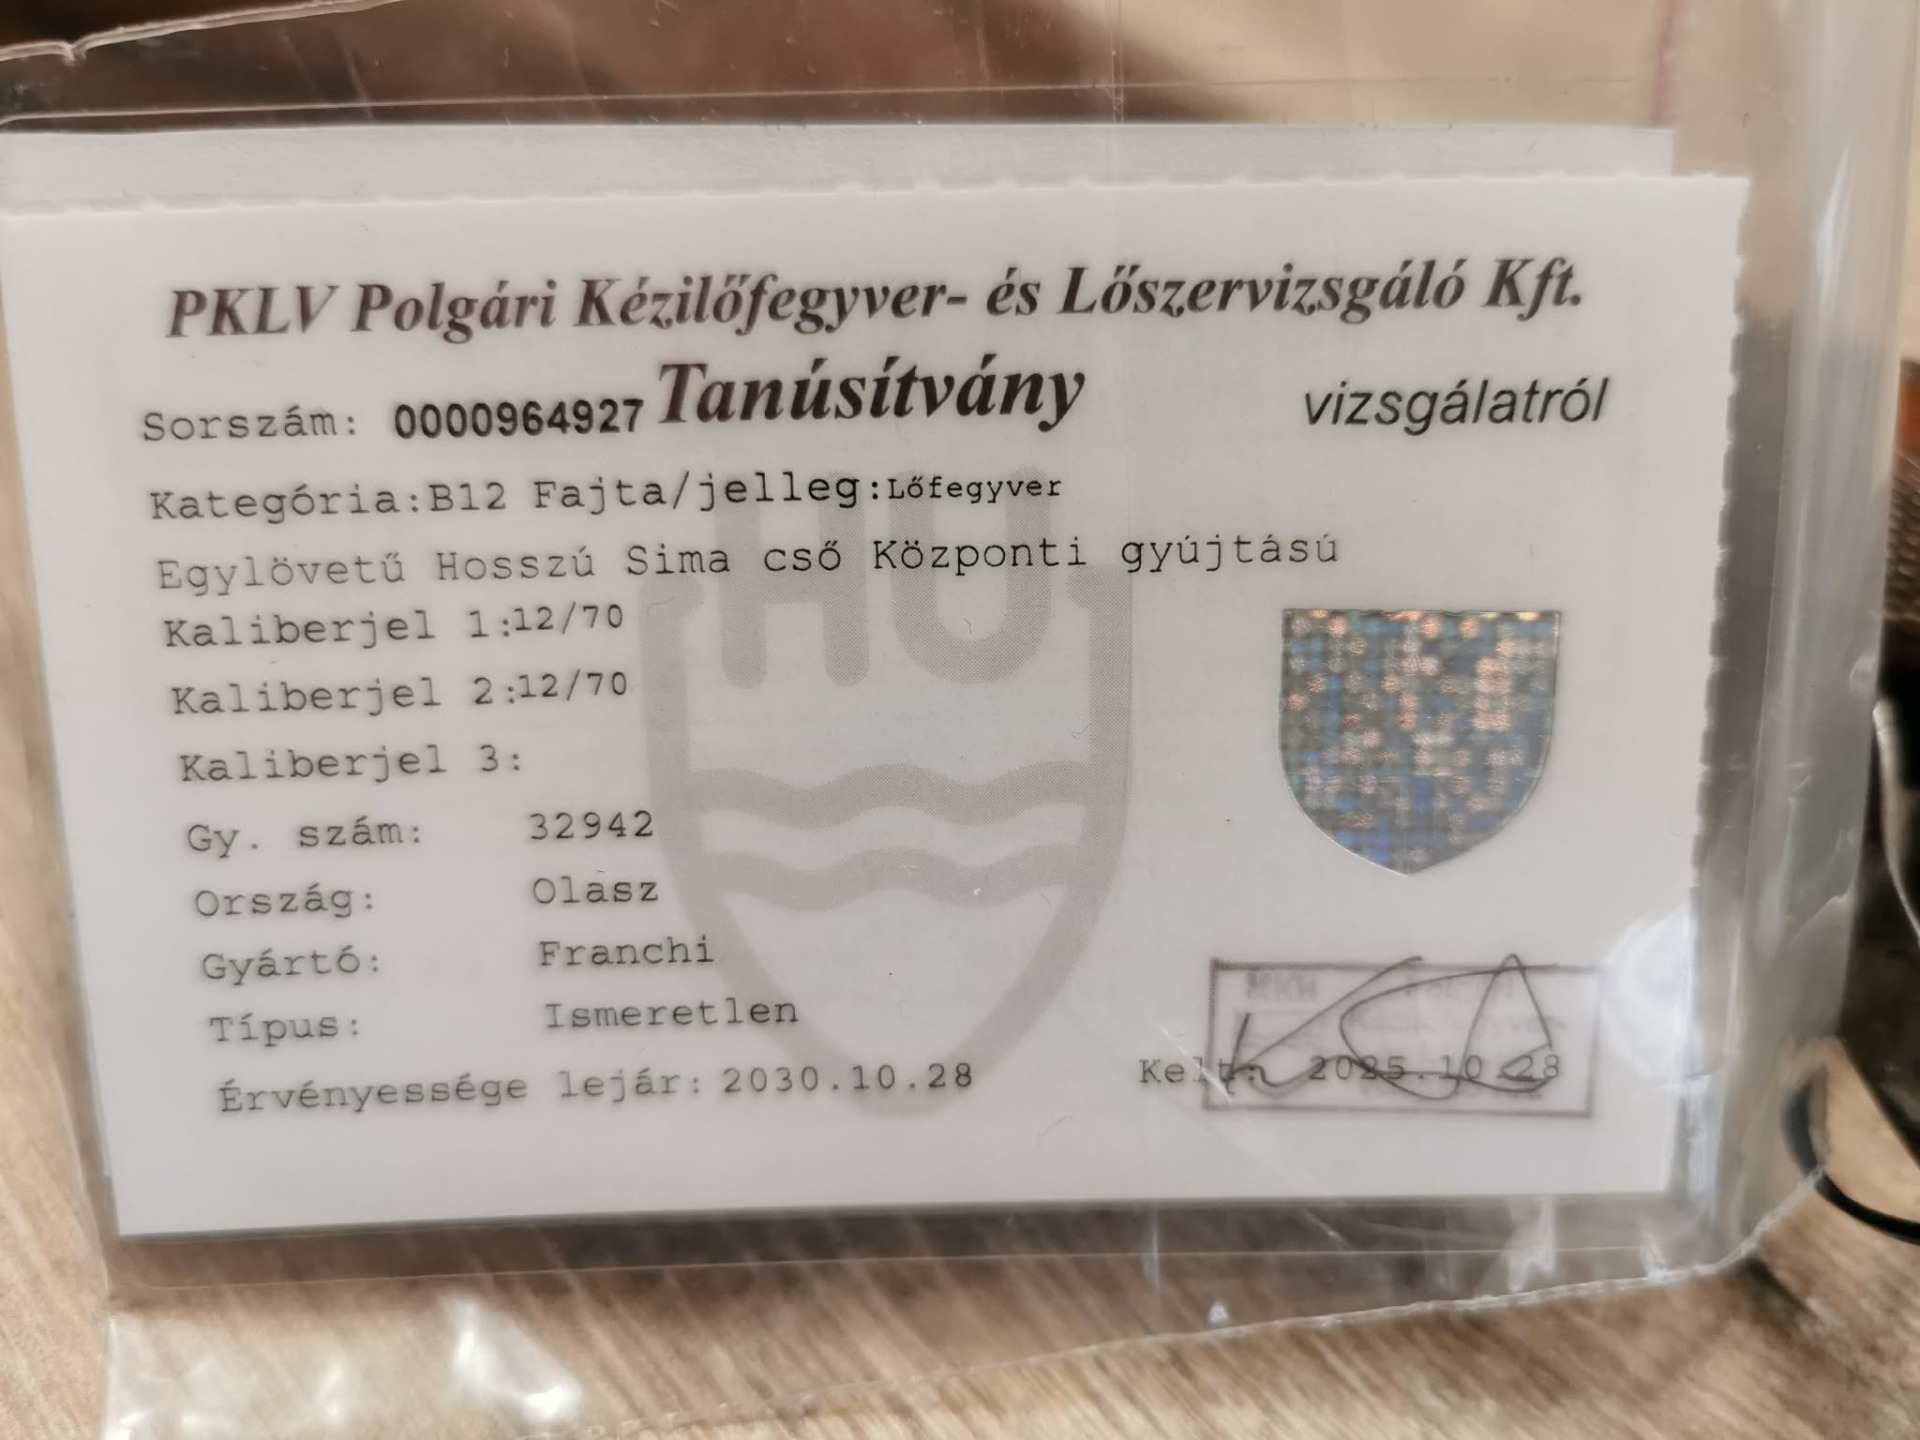 PKLV Polgári Kézilőfegyver- és Lőszervizsgáló Kft.
Sorszám: 0000964927 Tanúsítvány vizsgálatról
Kategória:B12 Fajta/jelleg:Lőfegyver
Egylövetű Hosszú Sima cső Központi gyújtású
Kaliberjel 1:12/70
Kaliberjel 2:12/70
Kaliberjel 3:
Gy. szám: 32942
Ország: Olasz
Gyártó: Franchi
Típus: Ismeretlen
Érvényessége lejár: 2030.10.28 Kelt: 2025.10.28
HU